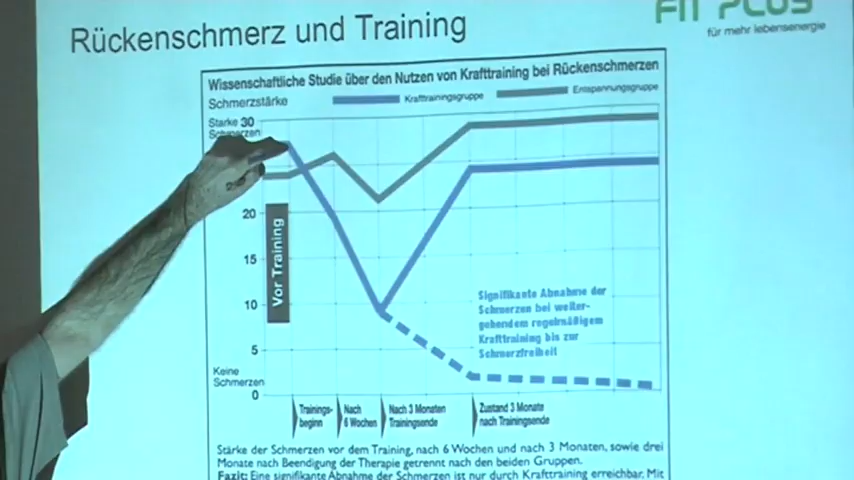 Rückenschmerz und Training
FIT PLUS
für mehr lebensenergie
Wissenschaftliche Studie über den Nutzen von Krafttraining bei Rückenschmerzen
Schmerzstärke
Krafttrainingsgruppe
Entspannungsgruppe
Starke 30
Schmerzen
20
15
10
5
Keine
Schmerzen
0
Vor Training
Signifikante Abnahme der
Schmerzen bei weiter-
gehendem regelmäßigem
Krafttraining bis zur
Schmerzfreiheit
Trainings-
beginn
Nach
6 Wochen
Nach 3 Monaten
Trainingsende
Zustand 3 Monate
nach Trainingsende
Stärke der Schmerzen vor dem Training, nach 6 Wochen und nach 3 Monaten, sowie drei
Monate nach Beendigung der Therapie getrennt nach den beiden Gruppen.
Fazit: Eine signifikante Abnahme der Schmerzen ist nur durch Krafttraining erreichbar. Mit